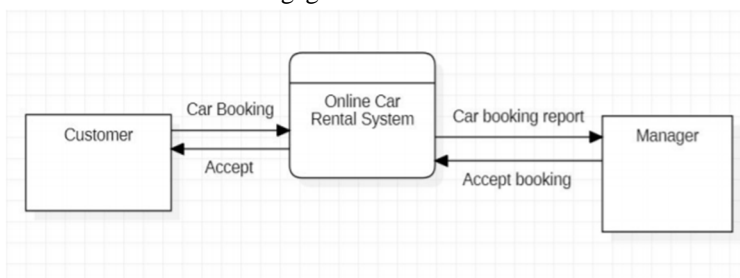 Customer
Car Booking
Accept
Online Car
Rental System
Car booking report
Accept booking
Manager